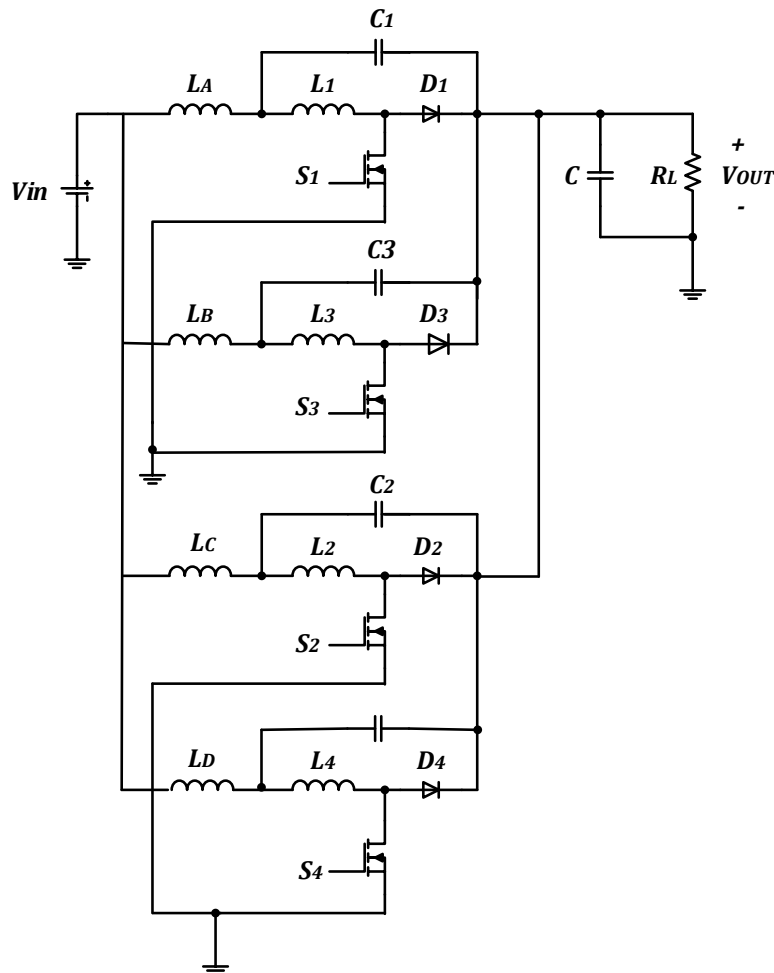 C1
LA L1 D1
S1
Vin
+
C RL VOUT
-
C3
LB L3 D3
S3
C2
LC L2 D2
S2
LD L4 D4
S4